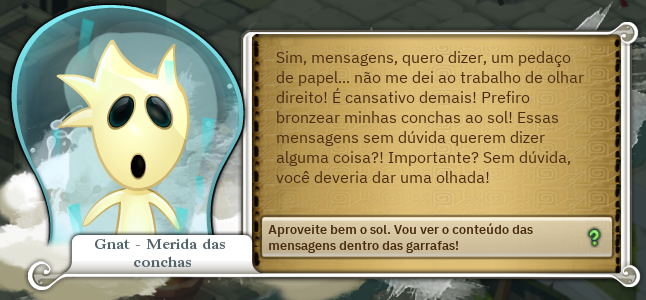 Sim, mensagens, quero dizer, um pedaço
de papel... não me dei ao trabalho de olhar
direito! É cansativo demais! Prefiro
bronzear minhas conchas ao sol! Essas
mensagens sem dúvida querem dizer
alguma coisa?! Importante? Sem dúvida,
você deveria dar uma olhada!
Aproveite bem o sol. Vou ver o conteúdo das
mensagens dentro das garrafas!
?
Gnat - Merida das
conchas